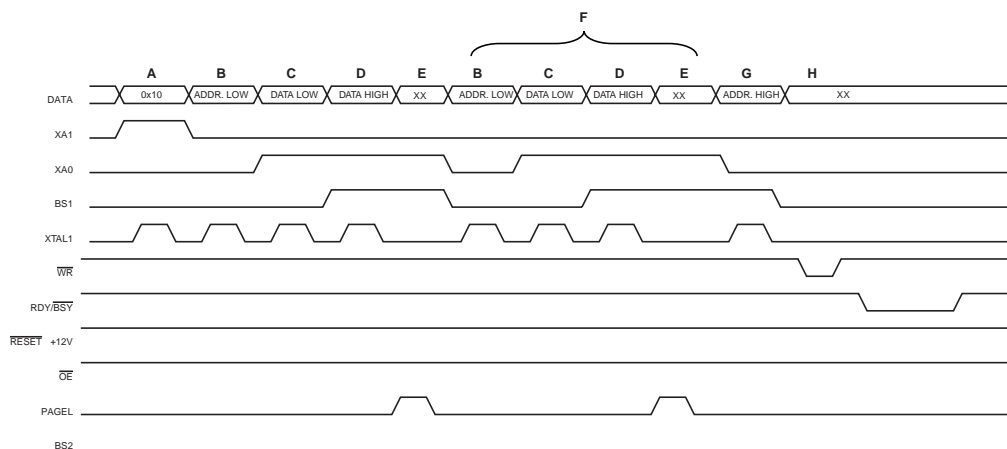 F
A B C D E B C D E G H
DATA 0x10 ADDR. LOW DATA LOW DATA HIGH XX ADDR. LOW DATA LOW DATA HIGH XX ADDR. HIGH XX
XA1
XA0
BS1
XTAL1
WR
RDY/BSY
RESET +12V
OE
PAGEL
BS2